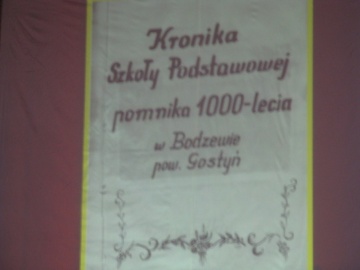 Kronika
Szkoły Podstawowej
pomnika 1000-lecia
w Bodzewie
pow. Gostyń